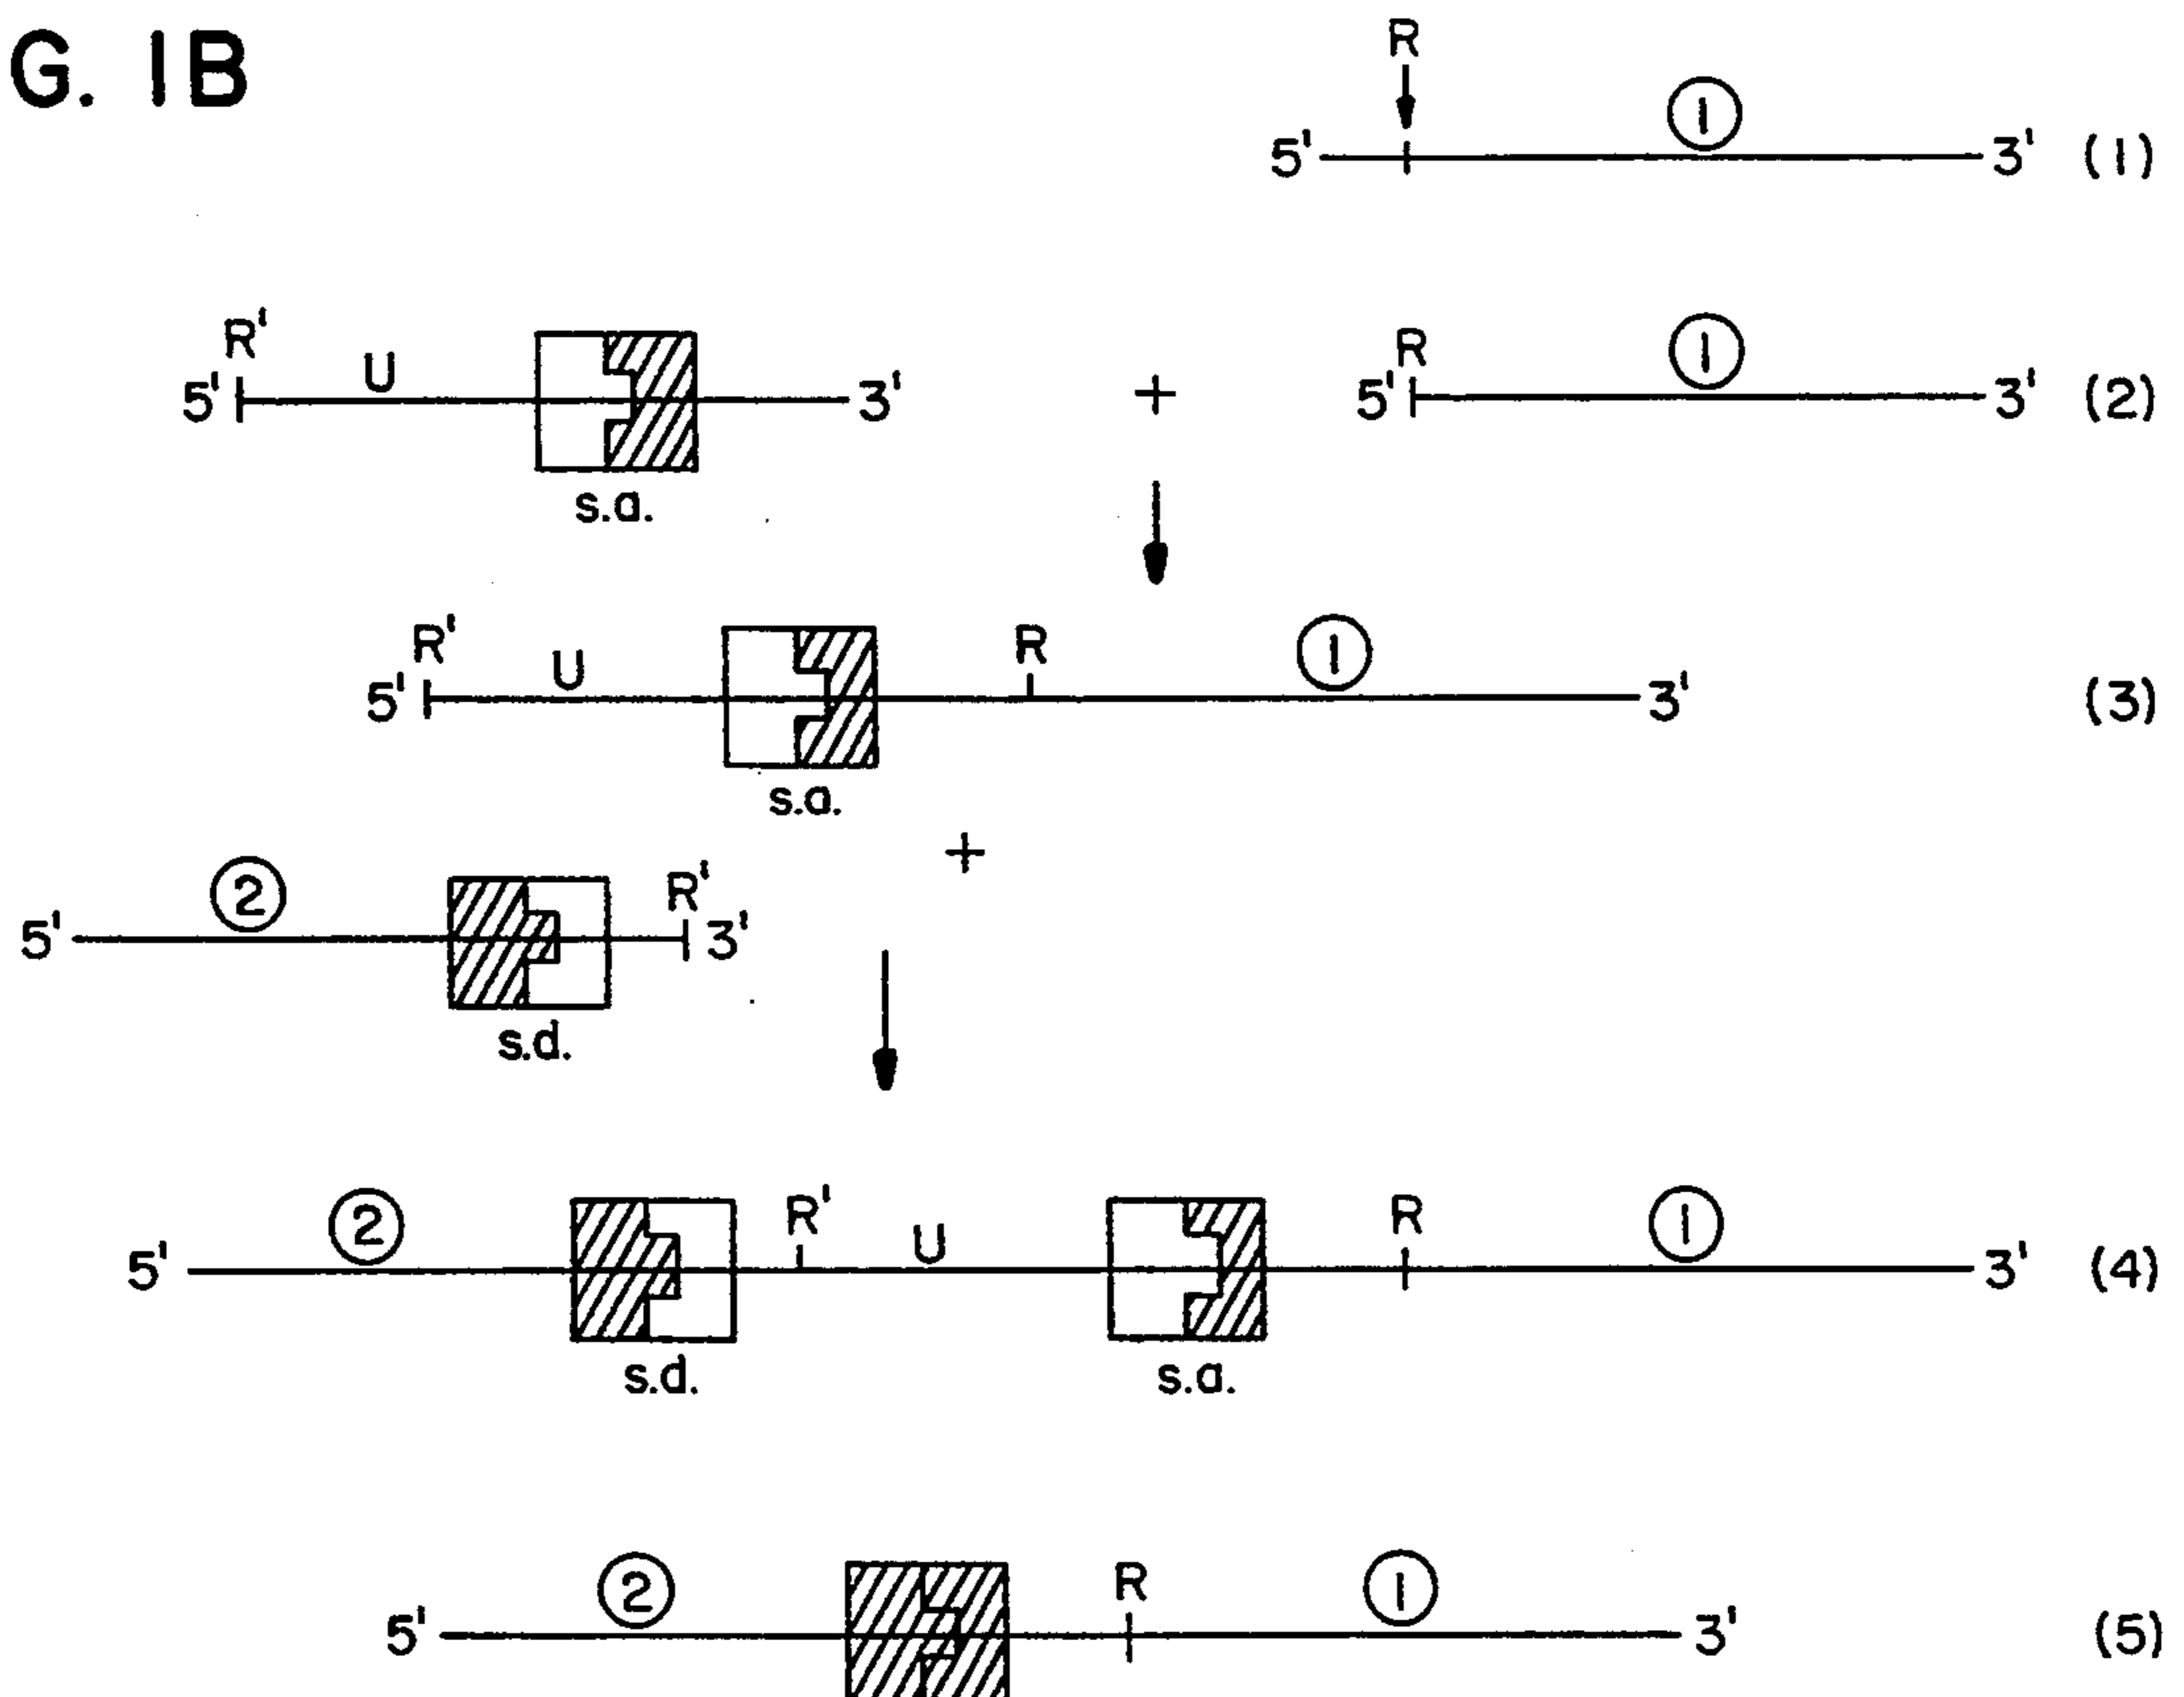 G. 1B
R
5' ① 3' (1)
R' U R ①
5' 3' + 5' 3' (2)
s.a.
R' U R ①
5' 3' (3)
s.a.
+
② R'
5' 3'
s.d.
② R' U R ①
5' 3' (4)
s.d. s.a.
② R ①
5' 3' (5)